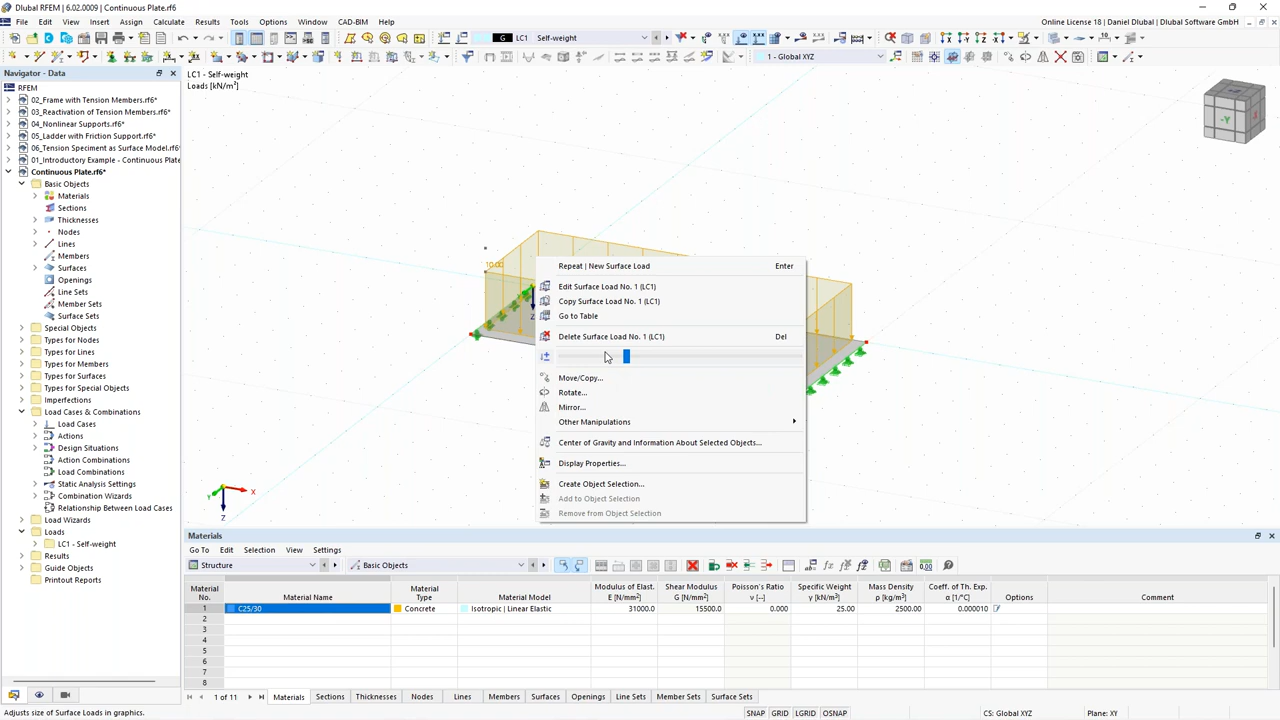 Dlubal RFEM | 6.02.0009 | Continuous Plate.rf6
File Edit View Insert Assign Calculate Results Tools Options Window CAD-BIM Help
Online License 18 | Daniel Dlubal | Dlubal Software GmbH
G LC1 Self-weight
1 - Global XYZ
Navigator - Data
RFEM
02_Frame with Tension Members.rf6*
03_Reactivation of Tension Members.rf6*
04_Nonlinear Supports.rf6*
05_Ladder with Friction Support.rf6*
06_Tension Speciment as Surface Model.rf6*
01_Introductory Example - Continuous Plate
Continuous Plate.rf6*
Basic Objects
Materials
Sections
Thicknesses
Nodes
Lines
Members
Surfaces
Openings
Line Sets
Member Sets
Surface Sets
Special Objects
Types for Nodes
Types for Lines
Types for Members
Types for Surfaces
Types for Special Objects
Imperfections
Load Cases & Combinations
Load Cases
Actions
Design Situations
Action Combinations
Load Combinations
Static Analysis Settings
Combination Wizards
Relationship Between Load Cases
Load Wizards
Loads
LC1 - Self-weight
Results
Guide Objects
Printout Reports
LC1 - Self-weight
Loads [kN/m²]
10.00
Z
-Y
X
Y
Z
Repeat | New Surface Load Enter
Edit Surface Load No. 1 (LC1)
Copy Surface Load No. 1 (LC1)
Go to Table
Delete Surface Load No. 1 (LC1) Del
Move/Copy...
Rotate...
Mirror...
Other Manipulations
Center of Gravity and Information About Selected Objects...
Display Properties...
Create Object Selection...
Add to Object Selection
Remove from Object Selection
Materials
Go To Edit Selection View Settings
Structure Basic Objects
Material No. Material Name Material Type Material Model Modulus of Elast. E [N/mm²] Shear Modulus G [N/mm²] Poisson's Ratio ν [--] Specific Weight γ [kN/m³] Mass Density ρ [kg/m³] Coeff. of Th. Exp. α [1/°C] Options Comment
1 C25/30 Concrete Isotropic | Linear Elastic 31000.0 15500.0 0.000 25.00 2500.00 0.000010
2
3
4
5
6
7
8
1 of 11 Materials Sections Thicknesses Nodes Lines Members Surfaces Openings Line Sets Member Sets Surface Sets
Adjusts size of Surface Loads in graphics.
SNAP GRID LGRID OSNAP CS: Global XYZ Plane: XY